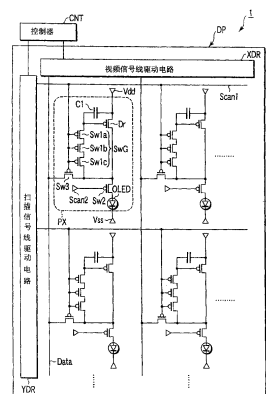 1
CNT
DP
控制器
XDR
视频信号线驱动电路
Vdd
Scan1
C1
Dr
Sw1a
Sw1b
SwG
Sw1c
Sw3
OLED
Scan2
Sw2
PX
Vss
扫描信号线驱动电路
Data
YDR